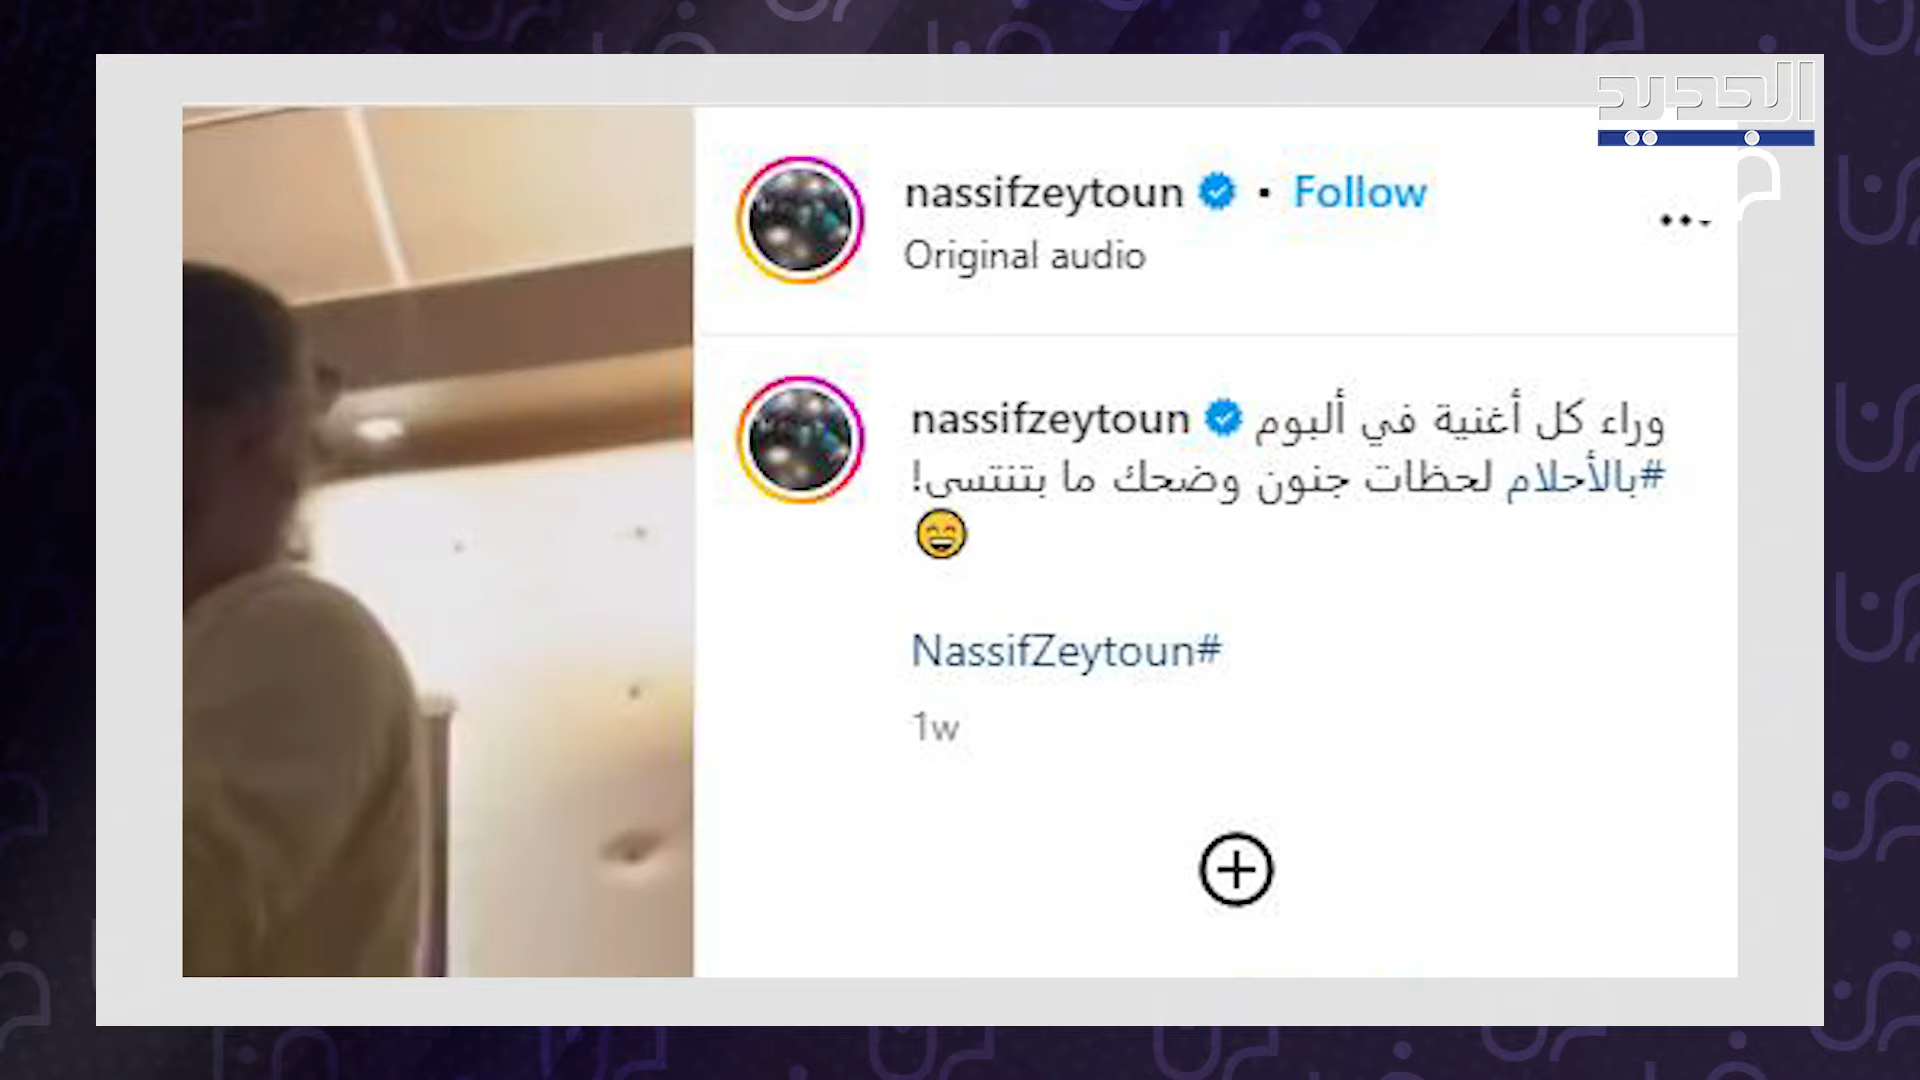 الجديد
nassifzeytoun • Follow
Original audio
nassifzeytoun وراء كل أغنية في ألبوم
#بالأحلام لحظات جنون وضحك ما بتنتسى!
😄
NassifZeytoun#
1w